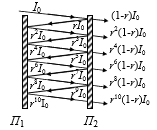 I₀
(1-r)I₀
rI₀
r²I₀
r²(1-r)I₀
r³I₀
r⁴I₀
r⁴(1-r)I₀
r⁵I₀
r⁶I₀
r⁶(1-r)I₀
r⁷I₀
r⁸I₀
r⁸(1-r)I₀
r⁹I₀
r¹⁰I₀
r¹⁰(1-r)I₀
Π₁ Π₂